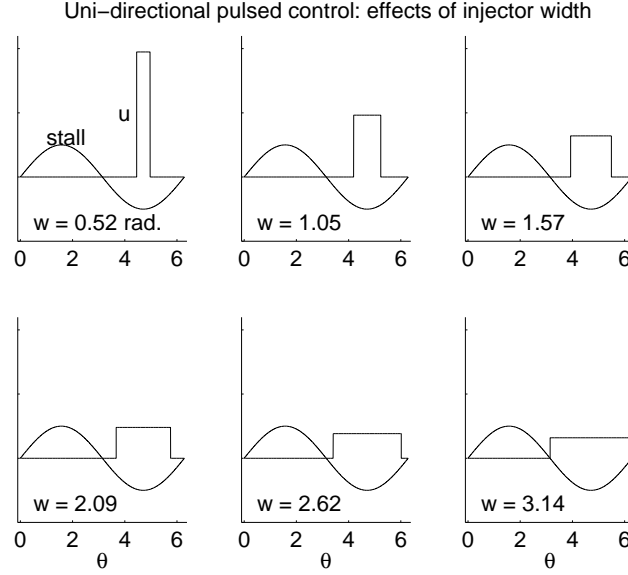 Uni−directional pulsed control: effects of injector width
u
stall
w = 0.52 rad.
w = 1.05
w = 1.57
0 2 4 6
0 2 4 6
0 2 4 6
w = 2.09
w = 2.62
w = 3.14
0 2 4 6
0 2 4 6
0 2 4 6
θ
θ
θ